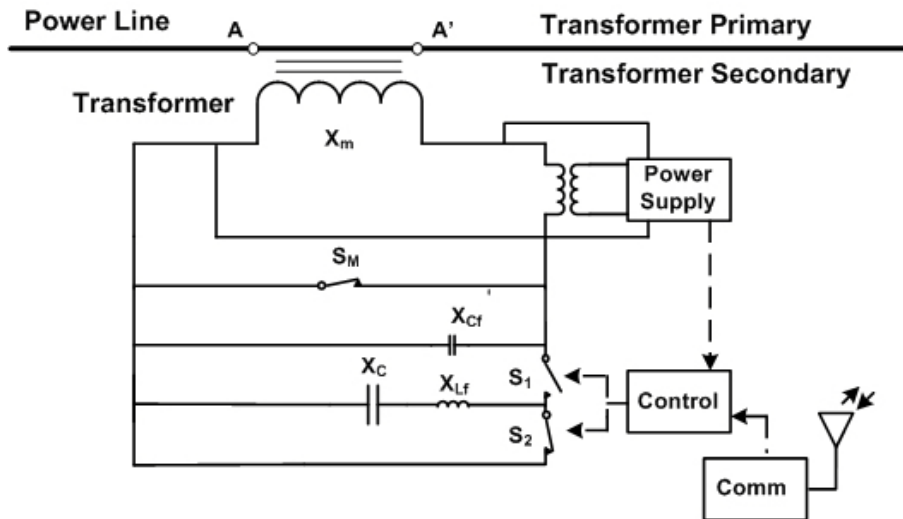 Power Line
A
A'
Transformer Primary
Transformer Secondary
Transformer
Xm
Power
Supply
SM
XCf
XC
XLf
S1
S2
Control
Comm